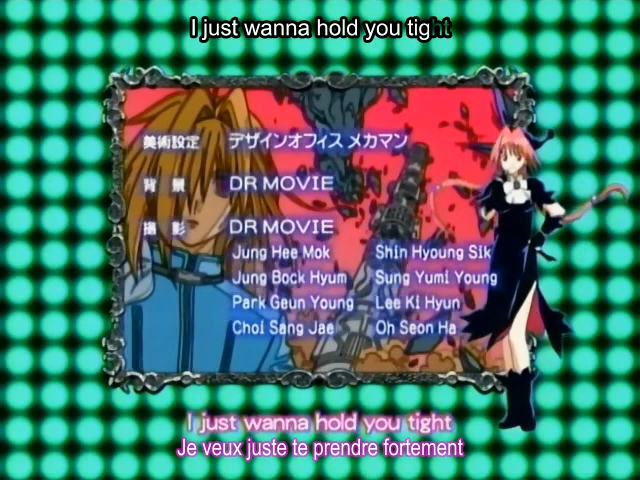 I just wanna hold you tight
美術設定 デザインオフィス メカマン
背 景 DR MOVIE
撮 影 DR MOVIE
Jung Hee Mok Shin Hyoung Sik
Jung Bock Hyum Sung Yumi Young
Park Geun Young Lee Ki Hyun
Choi Sang Jae Oh Seon Ha
I just wanna hold you tight
Je veux juste te prendre fortement